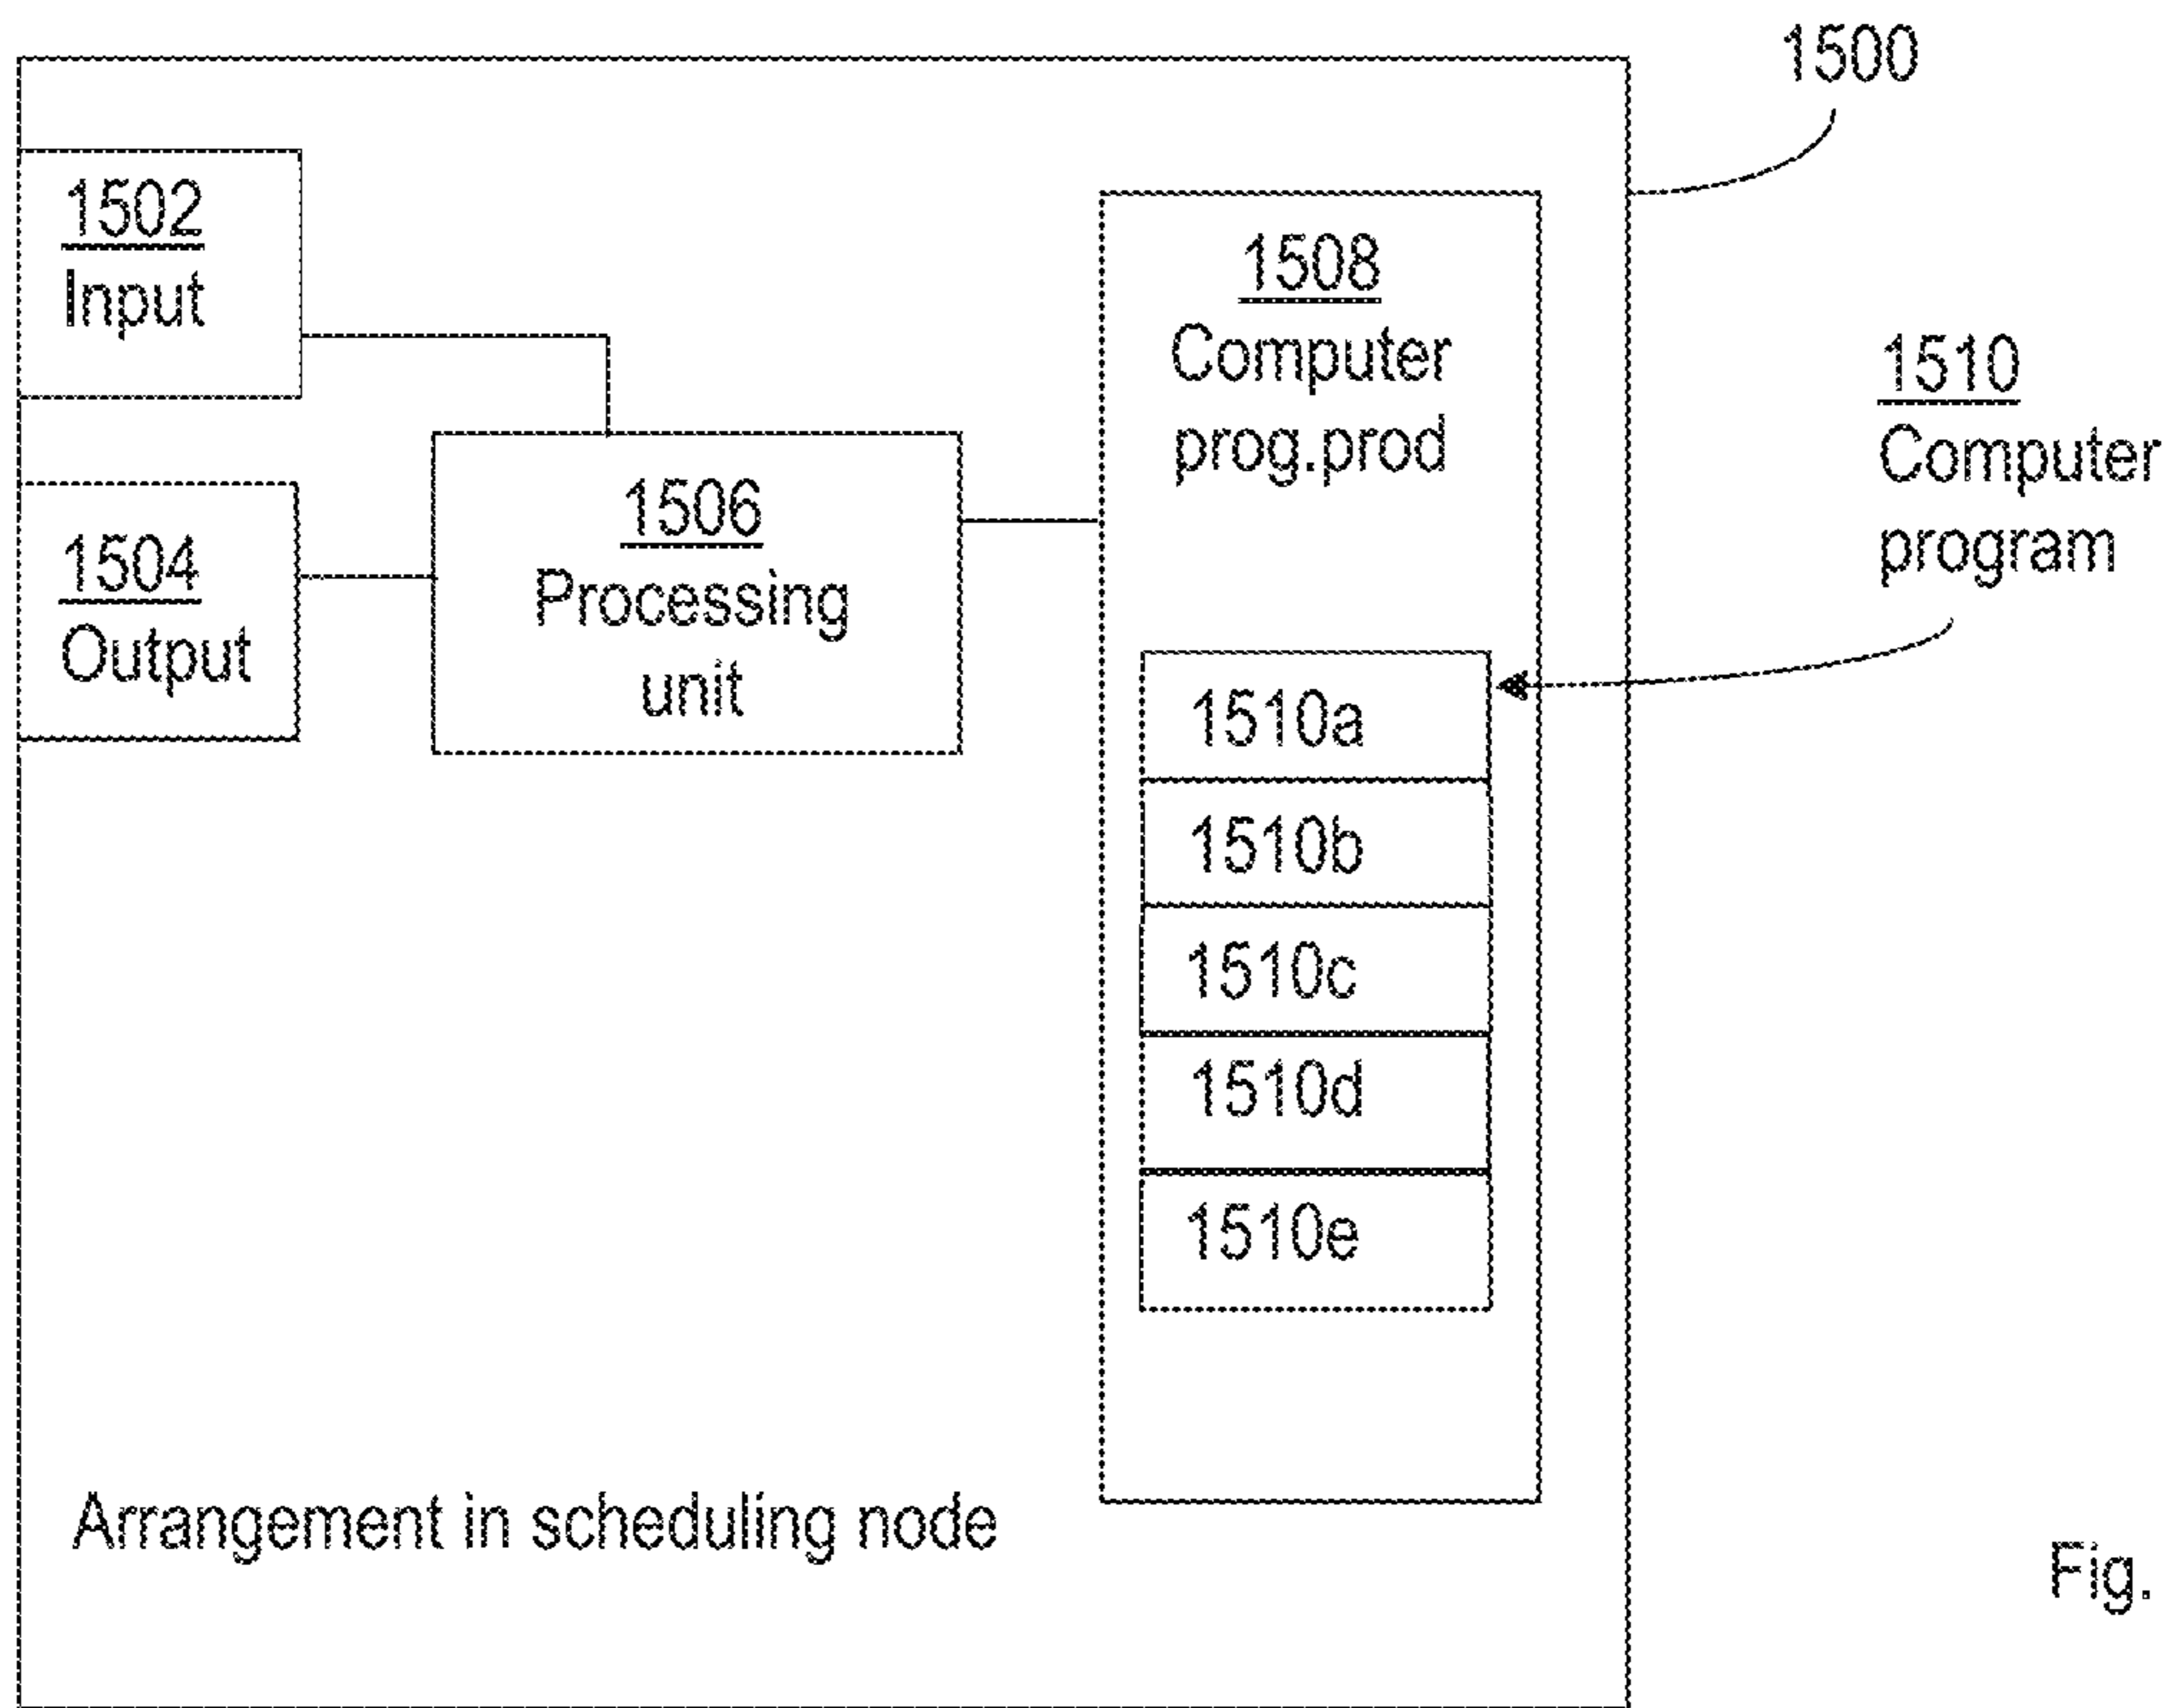 1500
1502
Input
1504
Output
1506
Processing
unit
1508
Computer
prog.prod
1510
Computer
program
1510a
1510b
1510c
1510d
1510e
Arrangement in scheduling node
Fig.